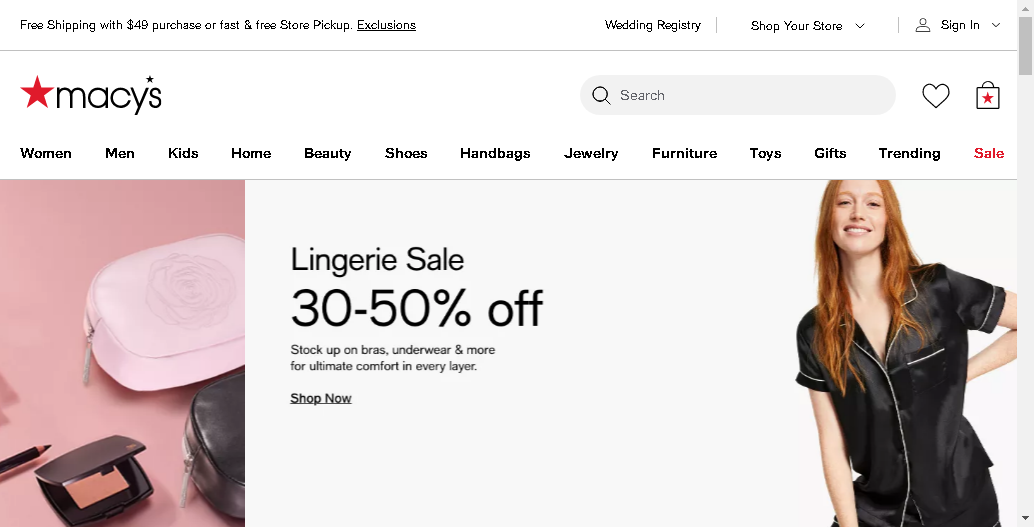 Free Shipping with $49 purchase or fast & free Store Pickup. Exclusions
Wedding Registry
Shop Your Store
Sign In
macy's
Search
Women
Men
Kids
Home
Beauty
Shoes
Handbags
Jewelry
Furniture
Toys
Gifts
Trending
Sale
Lingerie Sale
30-50% off
Stock up on bras, underwear & more
for ultimate comfort in every layer.
Shop Now